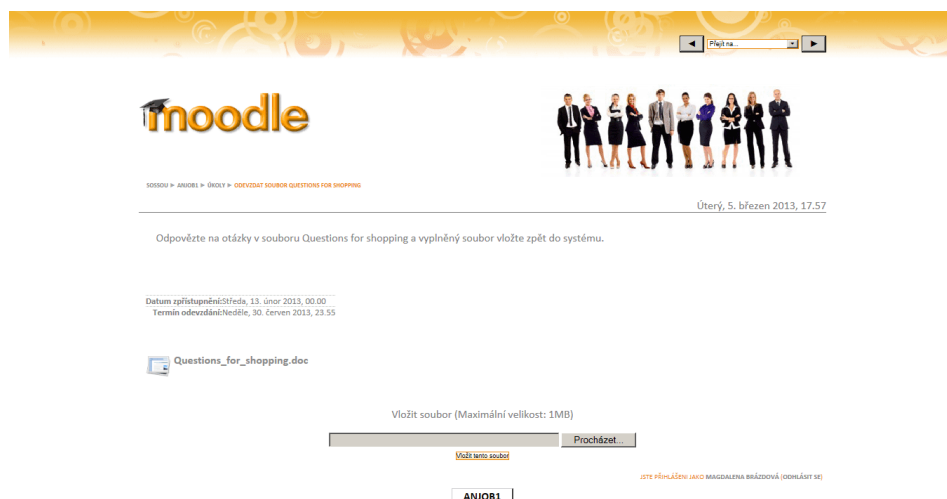 Přejít na...
moodle
SOSSOU ► ANJOB1 ► ÚKOLY ► ODEVZDAT SOUBOR QUESTIONS FOR SHOPPING
Úterý, 5. březen 2013, 17.57
Odpovězte na otázky v souboru Questions for shopping a vyplněný soubor vložte zpět do systému.
Datum zpřístupnění:Středa, 13. únor 2013, 00.00
Termín odevzdání:Neděle, 30. červen 2013, 23.55
Questions_for_shopping.doc
Vložit soubor (Maximální velikost: 1MB)
Procházet...
Vložit tento soubor
JSTE PŘIHLÁŠENI JAKO MAGDALENA BRÁZDOVÁ (ODHLÁSIT SE)
ANJOB1